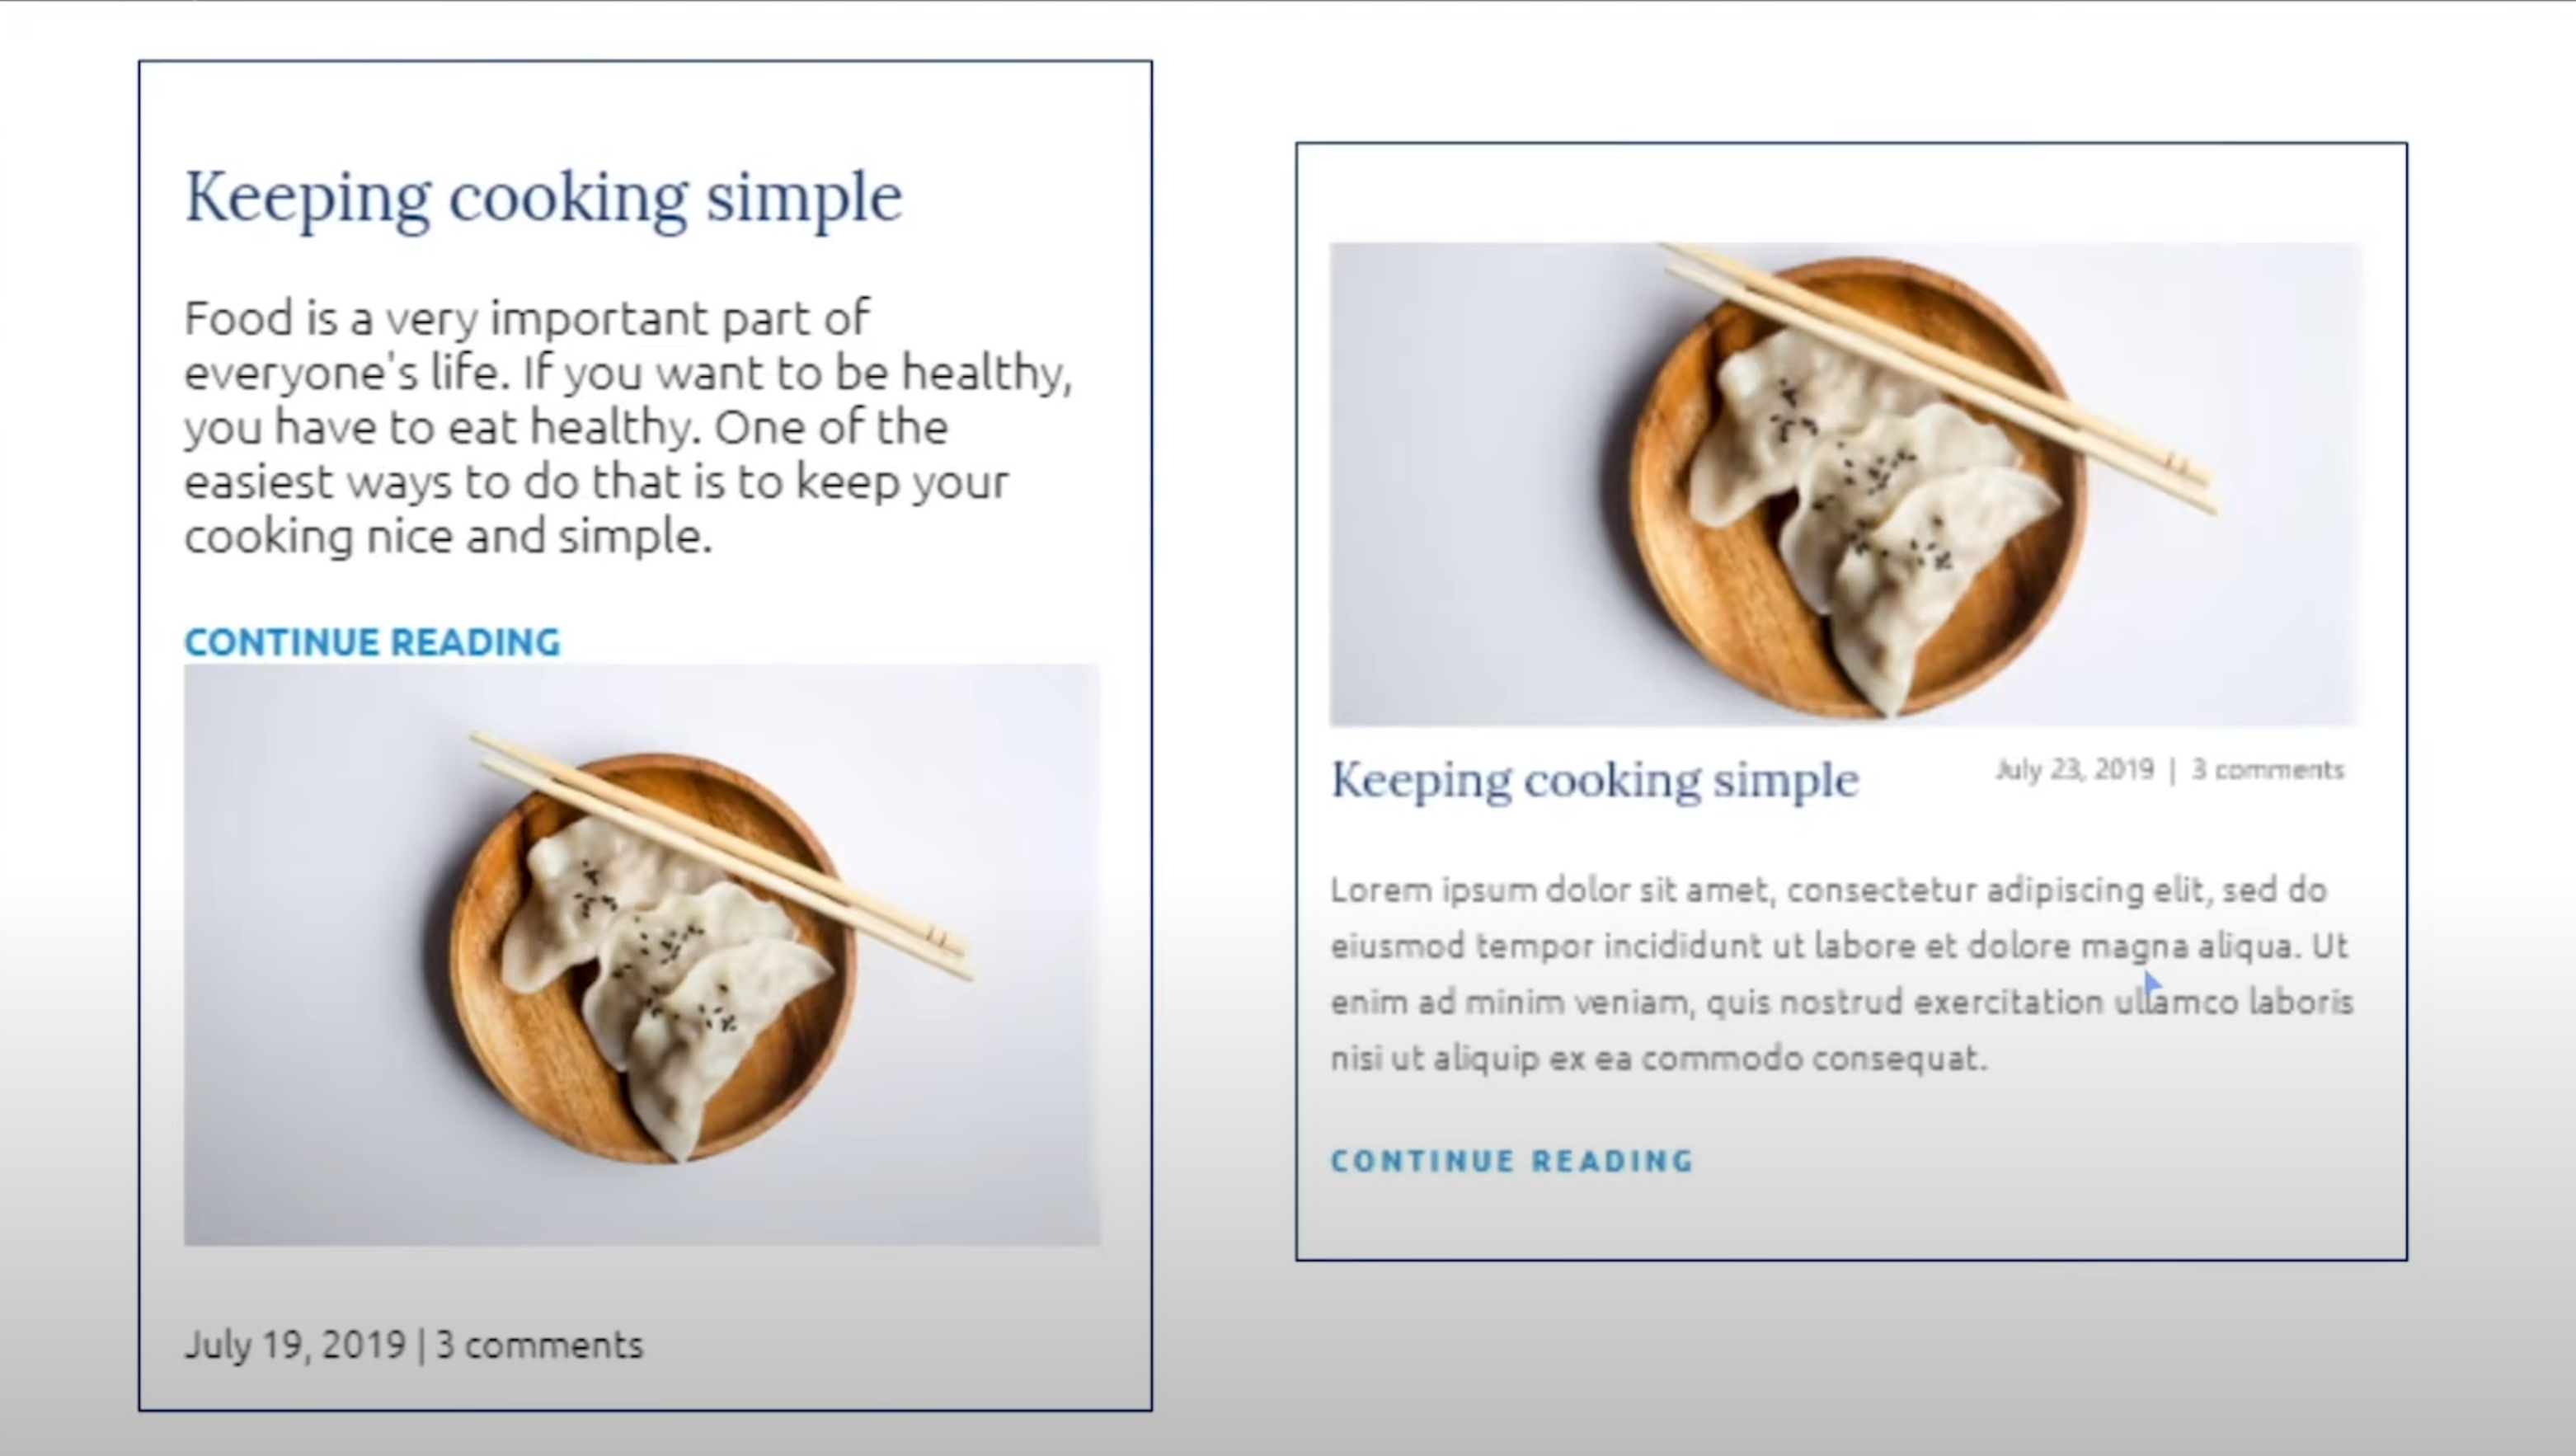 Keeping cooking simple
Food is a very important part of
everyone's life. If you want to be healthy,
you have to eat healthy. One of the
easiest ways to do that is to keep your
cooking nice and simple.
CONTINUE READING
July 19, 2019 | 3 comments
Keeping cooking simple
July 23, 2019 | 3 comments
Lorem ipsum dolor sit amet, consectetur adipiscing elit, sed do
eiusmod tempor incididunt ut labore et dolore magna aliqua. Ut
enim ad minim veniam, quis nostrud exercitation ullamco laboris
nisi ut aliquip ex ea commodo consequat.
CONTINUE READING